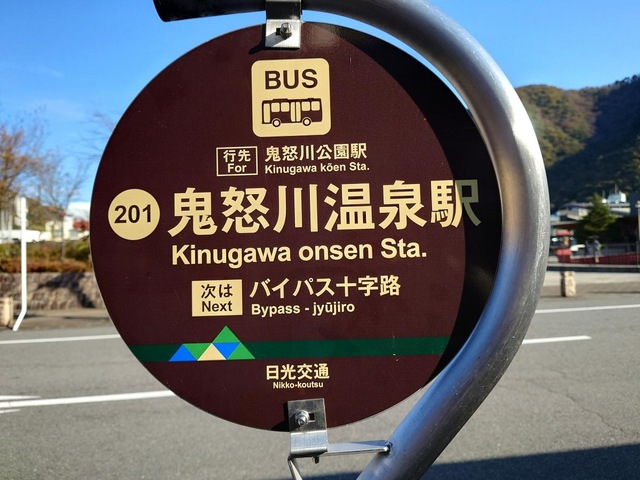 BUS
行先 鬼怒川公園駅
For Kinugawa kōen Sta.
201 鬼怒川温泉駅
Kinugawa onsen Sta.
次は バイパス十字路
Next Bypass - jyūjiro
日光交通
Nikko-koutsu